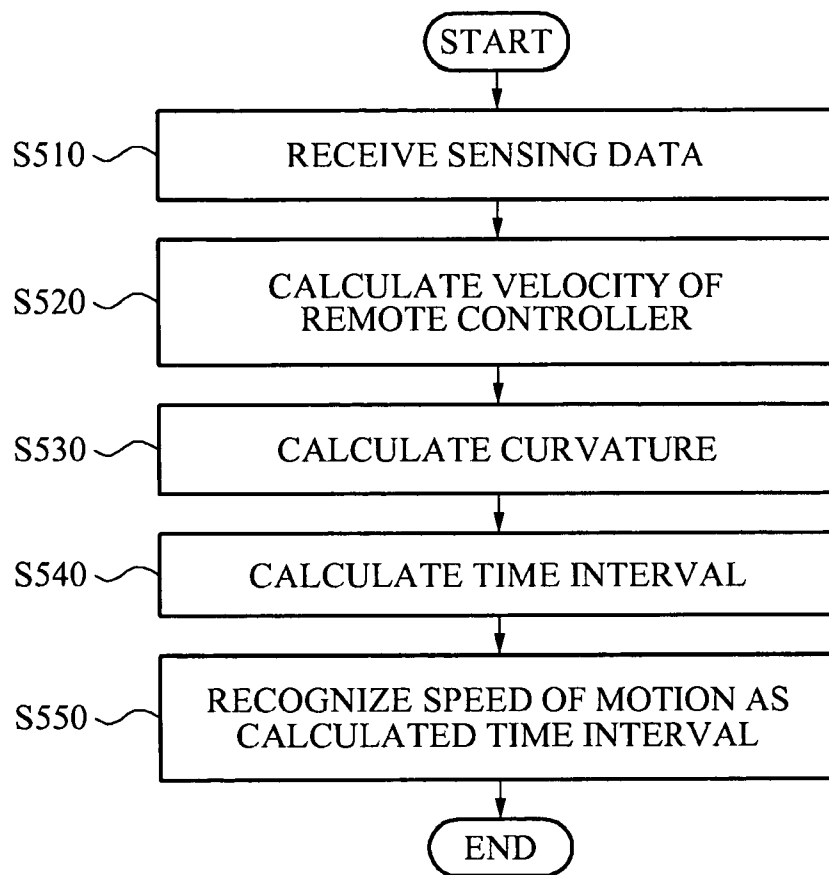 START
S510
RECEIVE SENSING DATA
S520
CALCULATE VELOCITY OF
REMOTE CONTROLLER
S530
CALCULATE CURVATURE
S540
CALCULATE TIME INTERVAL
S550
RECOGNIZE SPEED OF MOTION AS
CALCULATED TIME INTERVAL
END